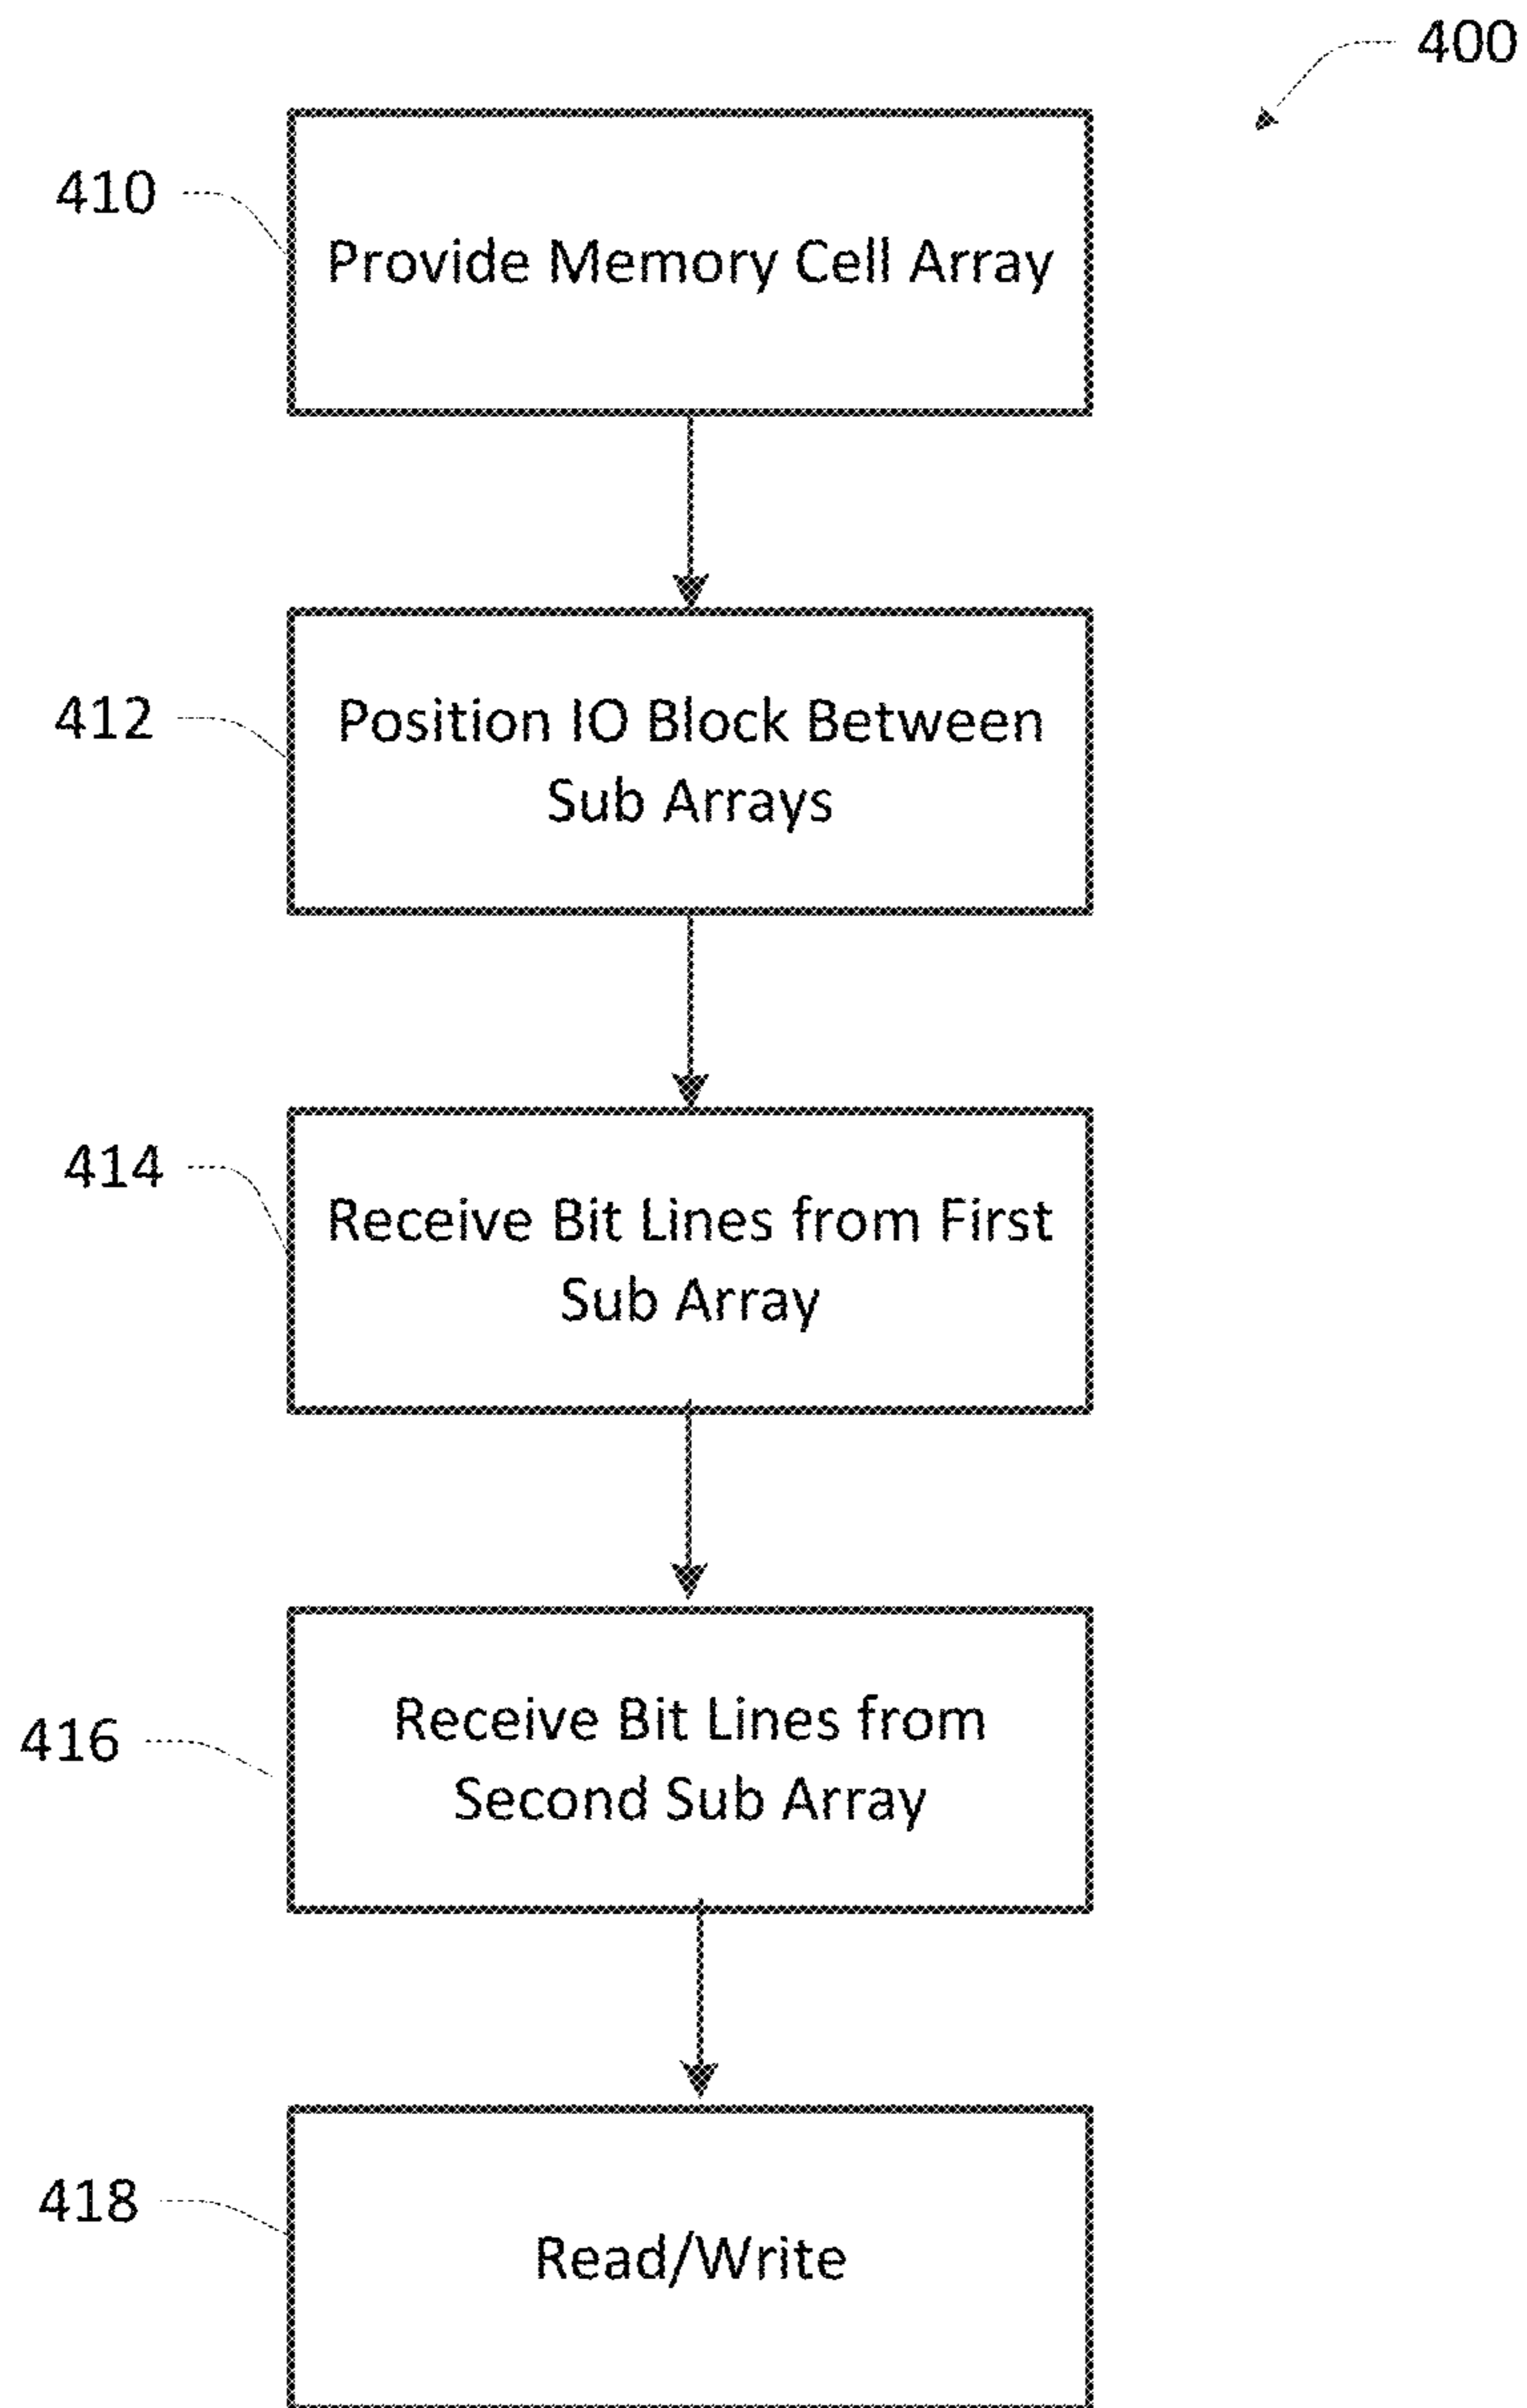 400
410
Provide Memory Cell Array
412
Position IO Block Between
Sub Arrays
414
Receive Bit Lines from First
Sub Array
416
Receive Bit Lines from
Second Sub Array
418
Read/Write